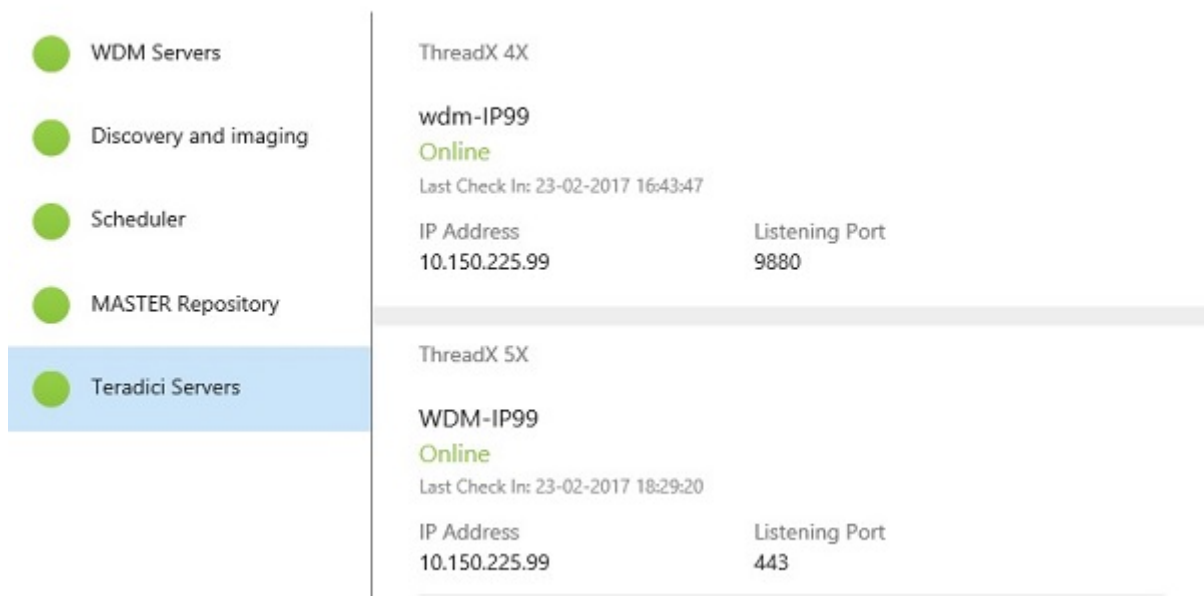 WDM Servers
Discovery and imaging
Scheduler
MASTER Repository
Teradici Servers
ThreadX 4X
wdm-IP99
Online
Last Check In: 23-02-2017 16:43:47
IP Address Listening Port
10.150.225.99 9880
ThreadX 5X
WDM-IP99
Online
Last Check In: 23-02-2017 18:29:20
IP Address Listening Port
10.150.225.99 443